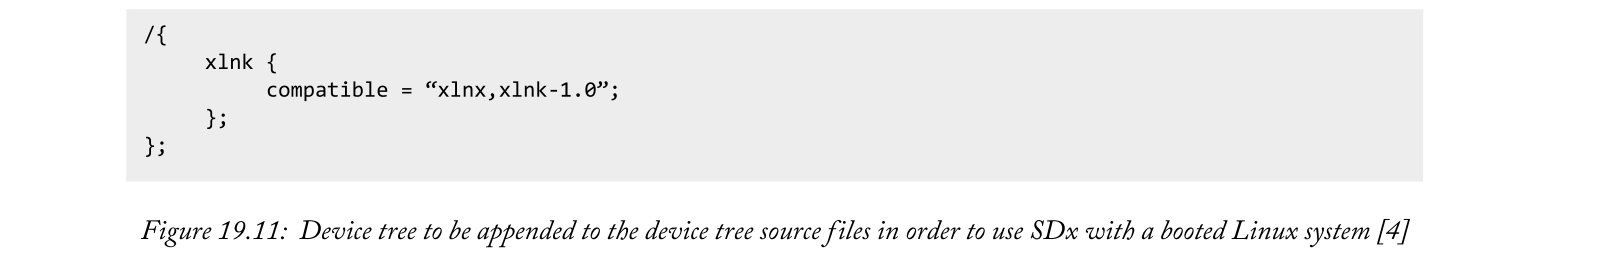 /{
xlnk {
compatible = “xlnx,xlnk-1.0”;
};
};
Figure 19.11: Device tree to be appended to the device tree source files in order to use SDx with a booted Linux system [4]